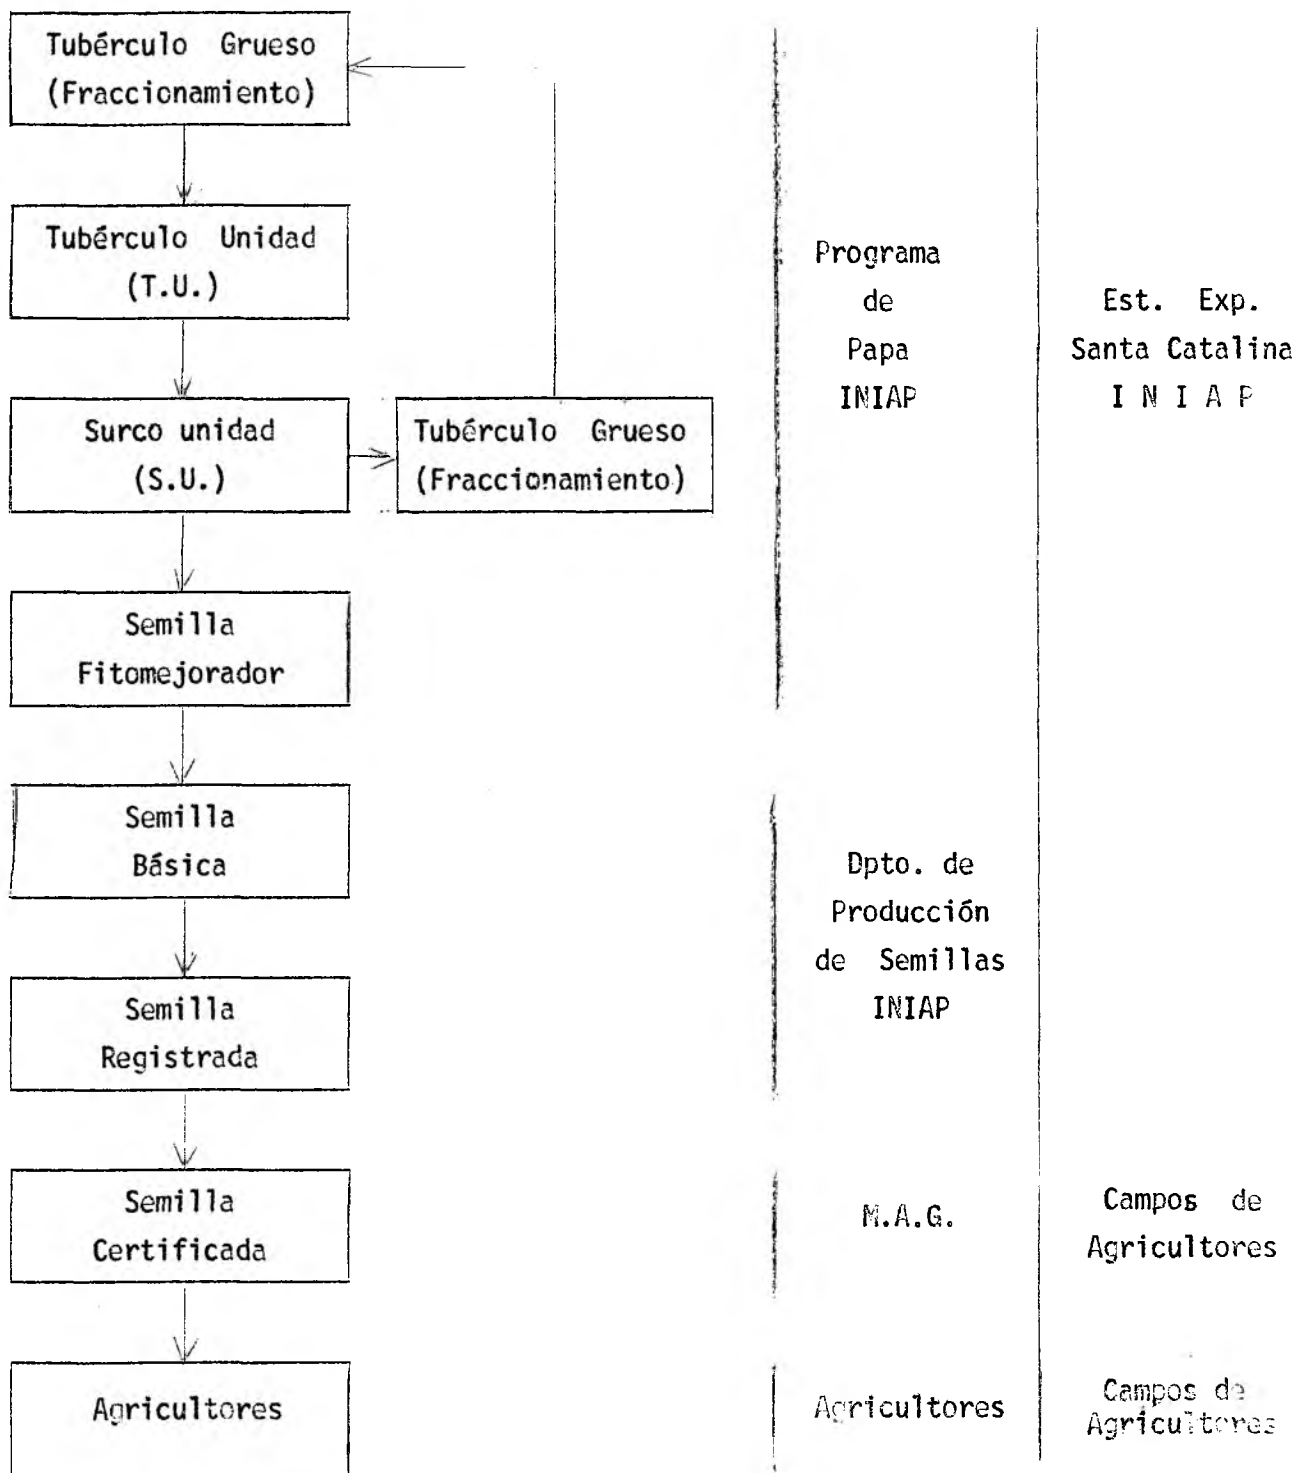 Tubérculo Grueso
(Fraccionamiento)
Tubérculo Unidad
(T.U.)
Surco unidad
(S.U.)
Tubérculo Grueso
(Fraccionamiento)
Semilla
Fitomejorador
Semilla
Básica
Semilla
Registrada
Semilla
Certificada
Agricultores
Programa
de
Papa
INIAP
Dpto. de
Producción
de Semillas
INIAP
M.A.G.
Agricultores
Est. Exp.
Santa Catalina
I N I A P
Campos de
Agricultores
Campos de
Agricultores